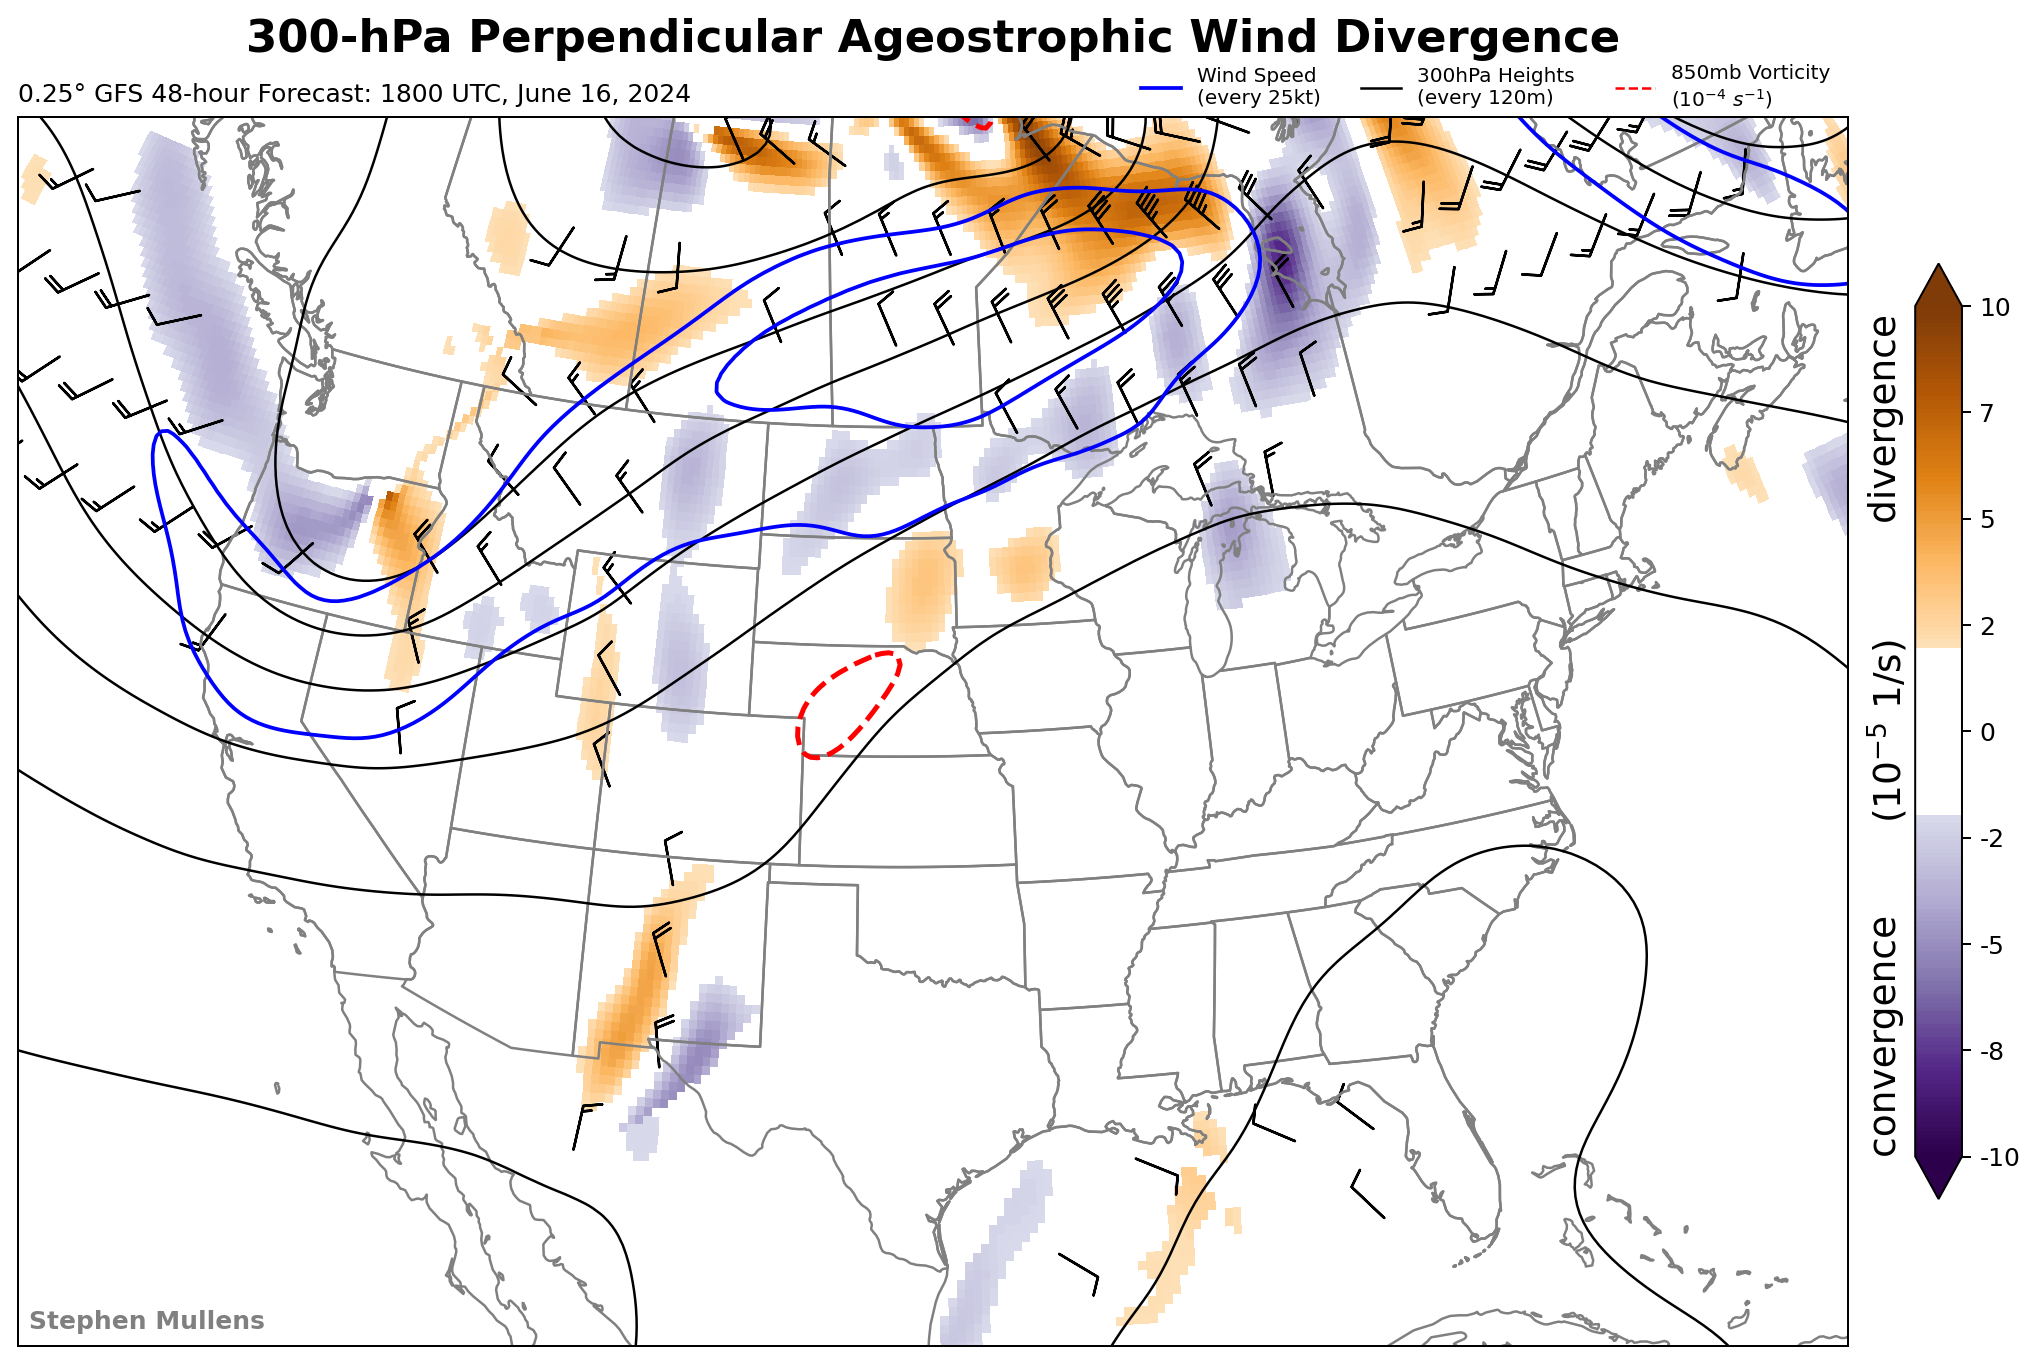 300-hPa Perpendicular Ageostrophic Wind Divergence
0.25° GFS 48-hour Forecast: 1800 UTC, June 16, 2024
Wind Speed
(every 25kt)
300hPa Heights
(every 120m)
850mb Vorticity
(10⁻⁴ s⁻¹)
10
7
5
2
0
-2
-5
-8
-10
convergence (10⁻⁵ 1/s) divergence
Stephen Mullens